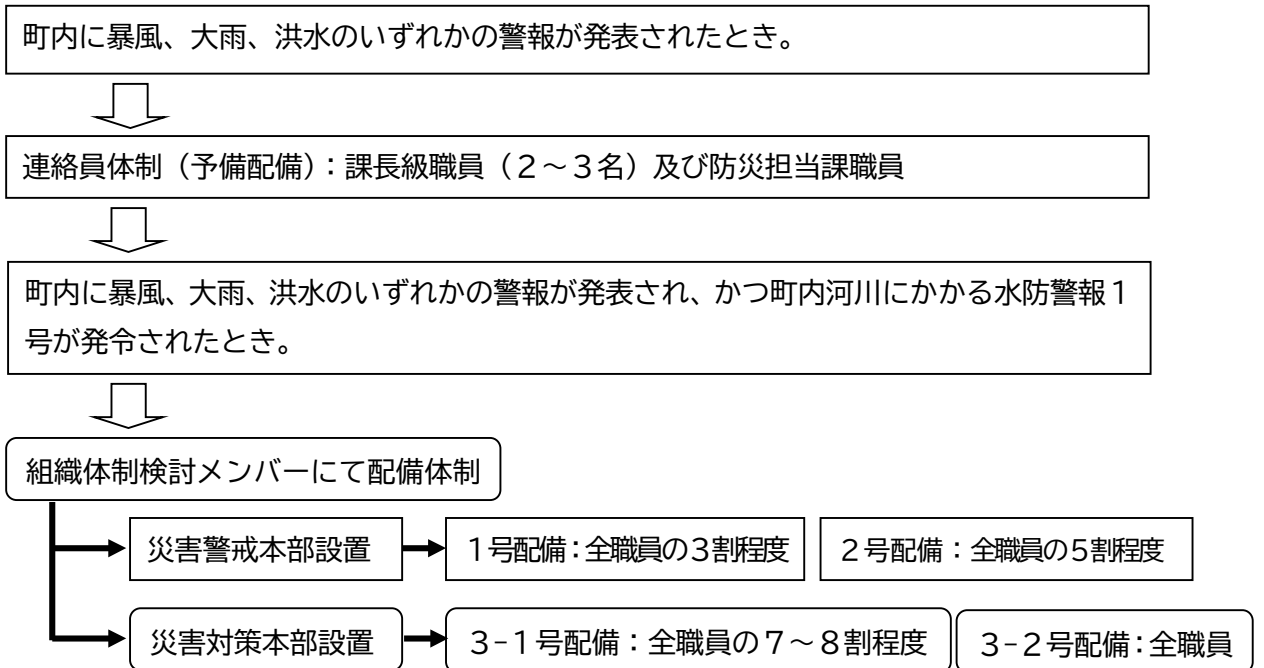 町内に暴風、大雨、洪水のいずれかの警報が発表されたとき。
連絡員体制（予備配備）：課長級職員（２～３名）及び防災担当課職員
町内に暴風、大雨、洪水のいずれかの警報が発表され、かつ町内河川にかかる水防警報１
号が発令されたとき。
組織体制検討メンバーにて配備体制
災害警戒本部設置
１号配備：全職員の３割程度
２号配備：全職員の５割程度
災害対策本部設置
３-１号配備：全職員の７～８割程度
３-２号配備：全職員